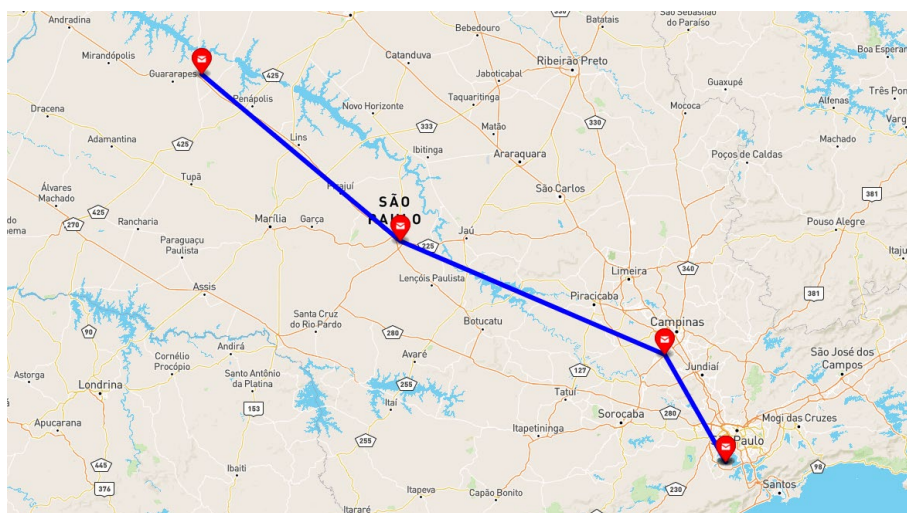 Andradina
330
São Sebastião
do Paraíso
Bebedouro
Batatais
Mirandópolis
Catanduva
Ribeirão Preto
Boa Esperan
Guararapes
425
Jaboticabal
Guaxupé
Penápolis
Novo Horizonte
Taquaritinga
Mococa
Alfenas
Três Pon
Dracena
Varg
330
Adamantina
Lins
333
Matão
Machado
425
Ibitinga
Araraquara
Poços de Caldas
Tupã
Álvares
Machado
São Carlos
381
SÃO
425
Rancharia
Marília
Garça
Jaú
Pouso Alegre
270
do
nema
Paraguaçu
Paulista
225
Itaju
Lençóis Paulista
Limeira
340
Assis
Piracicaba
381
Santa Cruz
do Rio Pardo
Botucatu
Campinas
90
280
Andirá
Avaré
São José dos
Campos
Cornélio
Procópio
Jundiaí
Astorga
Londrina
Santo Antônio
da Platina
255
127
Tatuí
Itaí
Sorocaba
280
Mogi das Cruzes
153
Apucarana
Itapetininga
Paulo
255
445
Ibaiti
90
376
Itapeva
Capão Bonito
230
Santos
Itararé